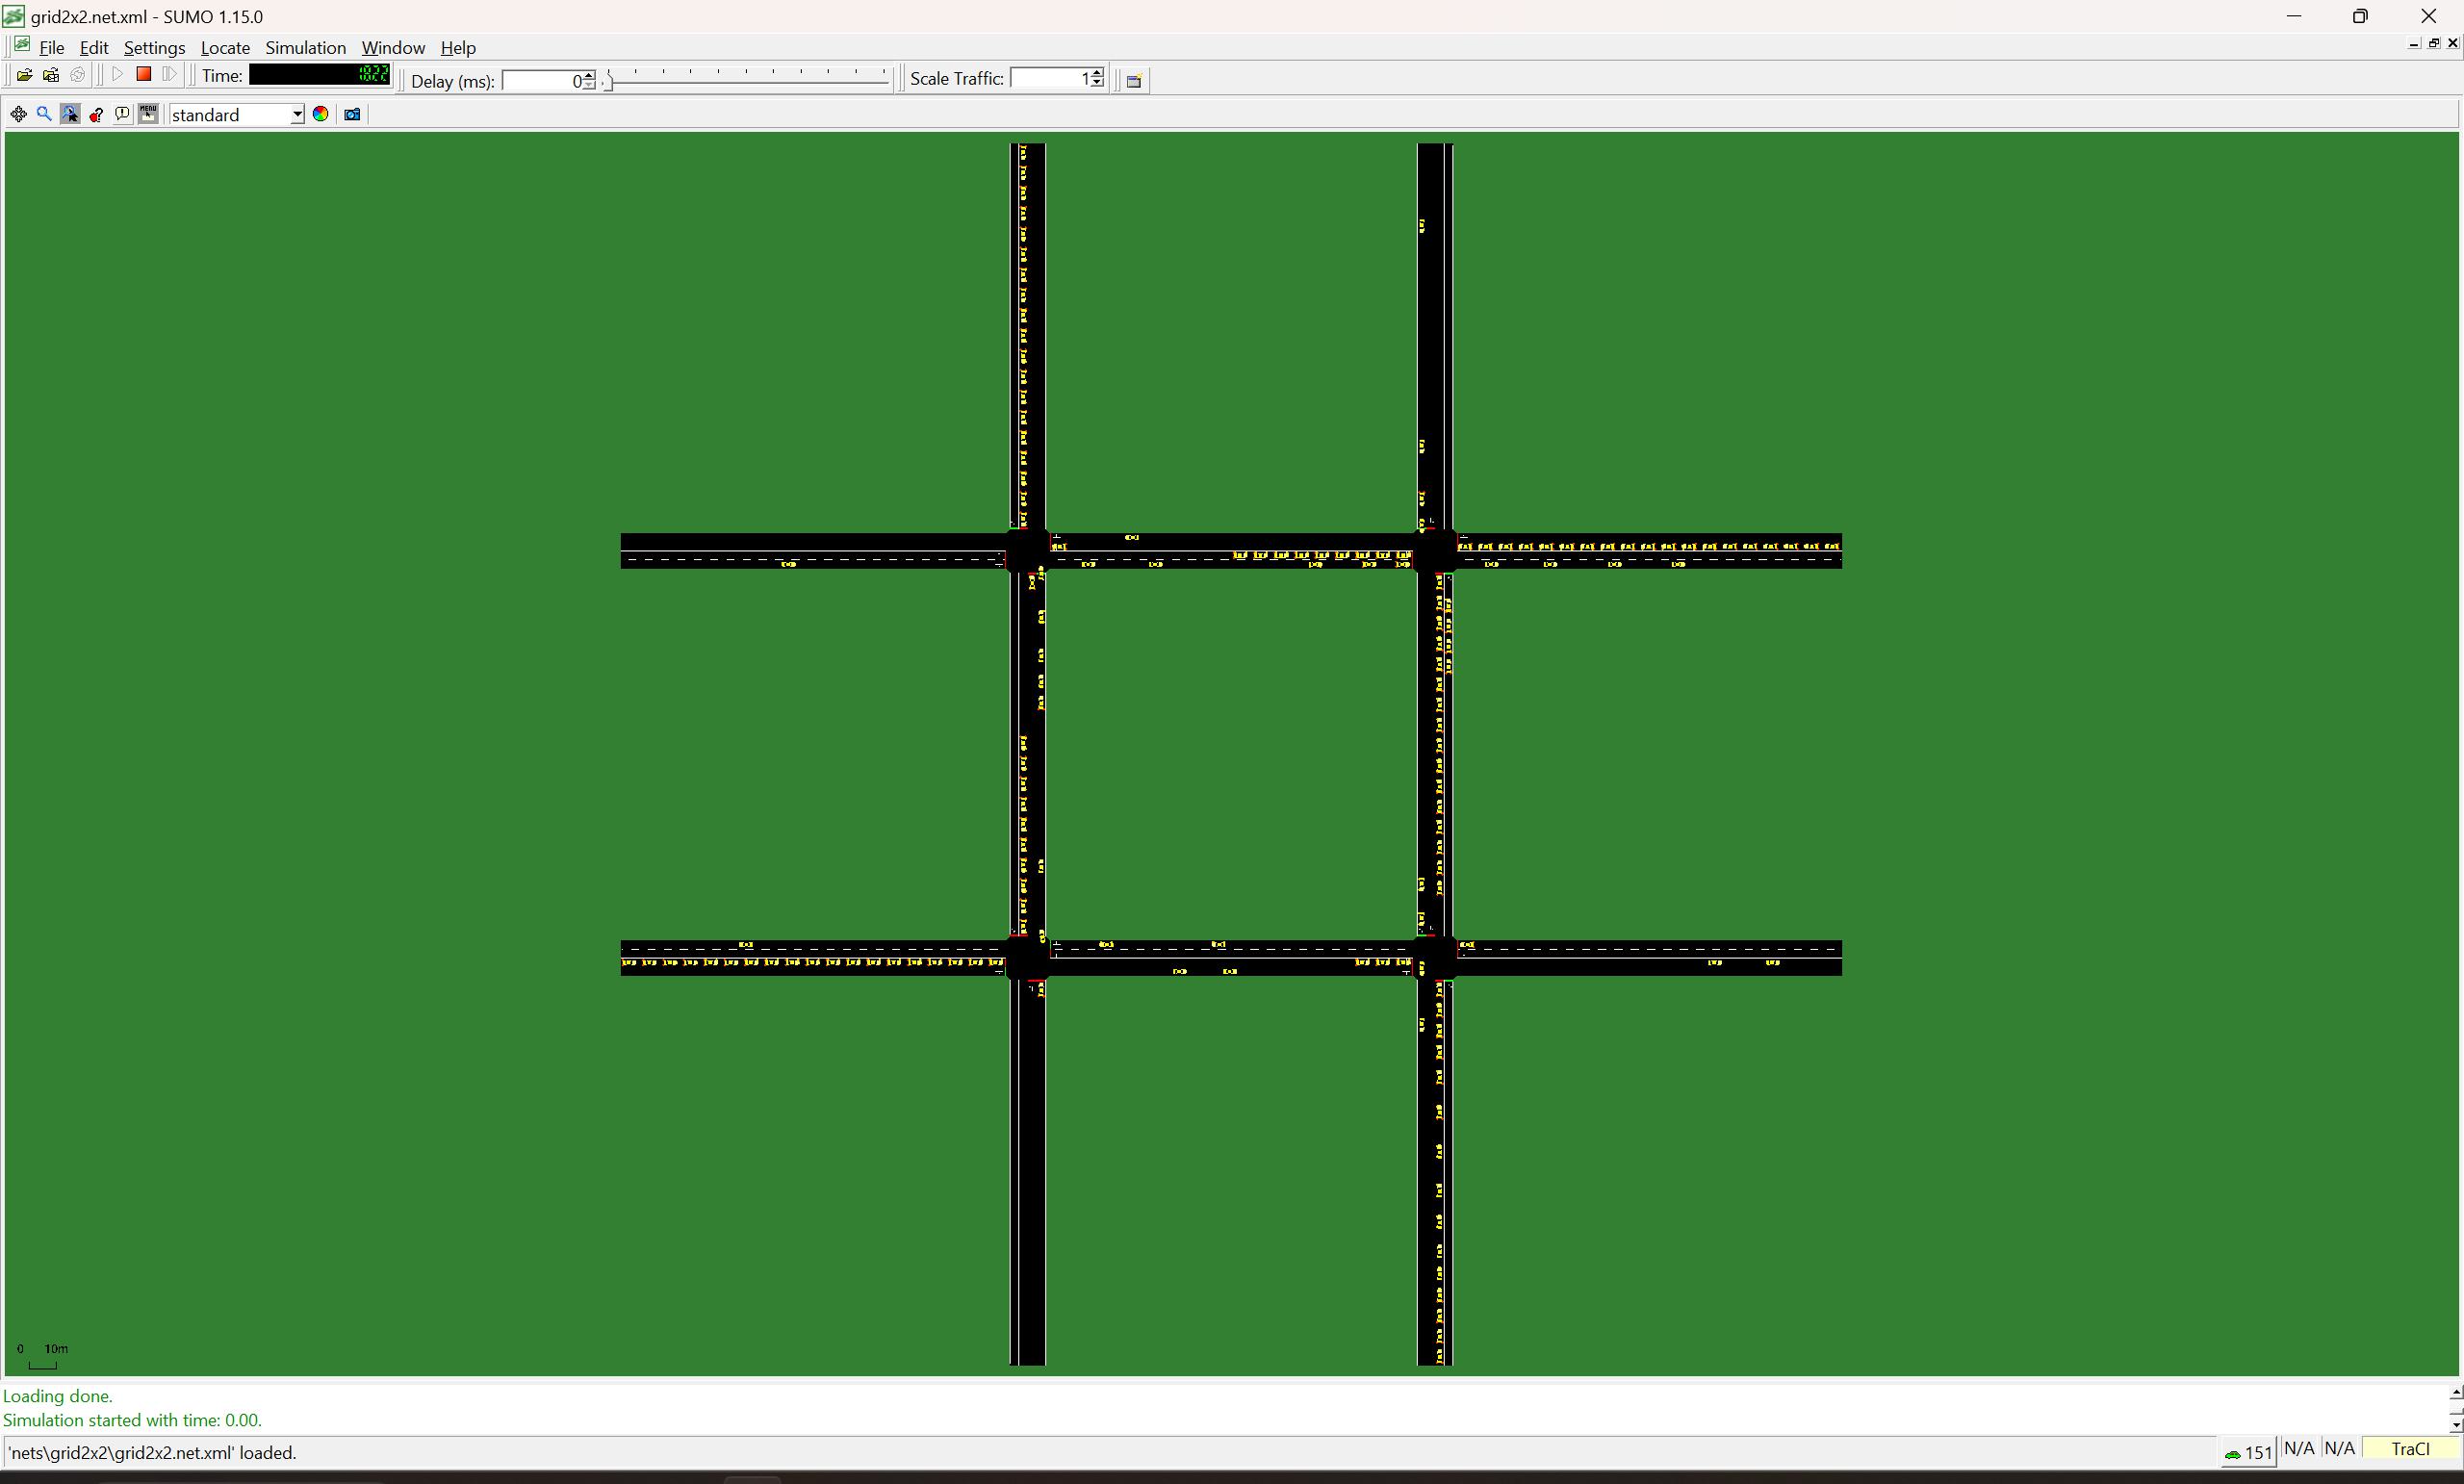 grid2x2.net.xml - SUMO 1.15.0
File Edit Settings Locate Simulation Window Help
Time: Delay (ms): 0 Scale Traffic: 1
MENU standard
0 10m
Loading done.
Simulation started with time: 0.00.
'nets\grid2x2\grid2x2.net.xml' loaded. 151 N/A N/A TraCI